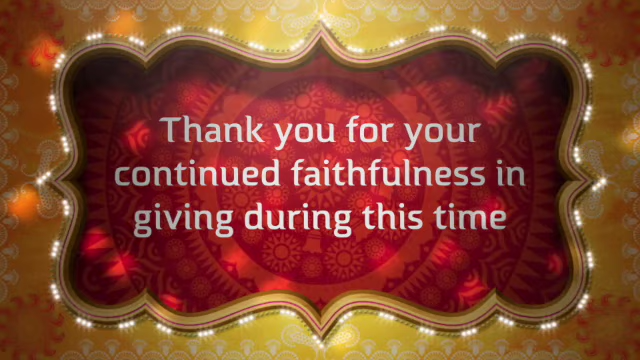 Thank you for your
continued faithfulness in
giving during this time